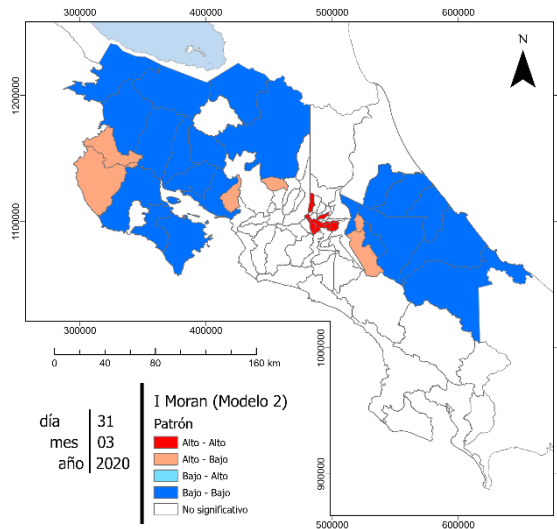 300000 400000 500000 600000
N
1200000
1100000
300000 400000
0 40 80 160 km
1000000
900000
día 31
mes 03
año 2020
I Moran (Modelo 2)
Patrón
Alto - Alto
Alto - Bajo
Bajo - Alto
Bajo - Bajo
No significativo
500000 600000